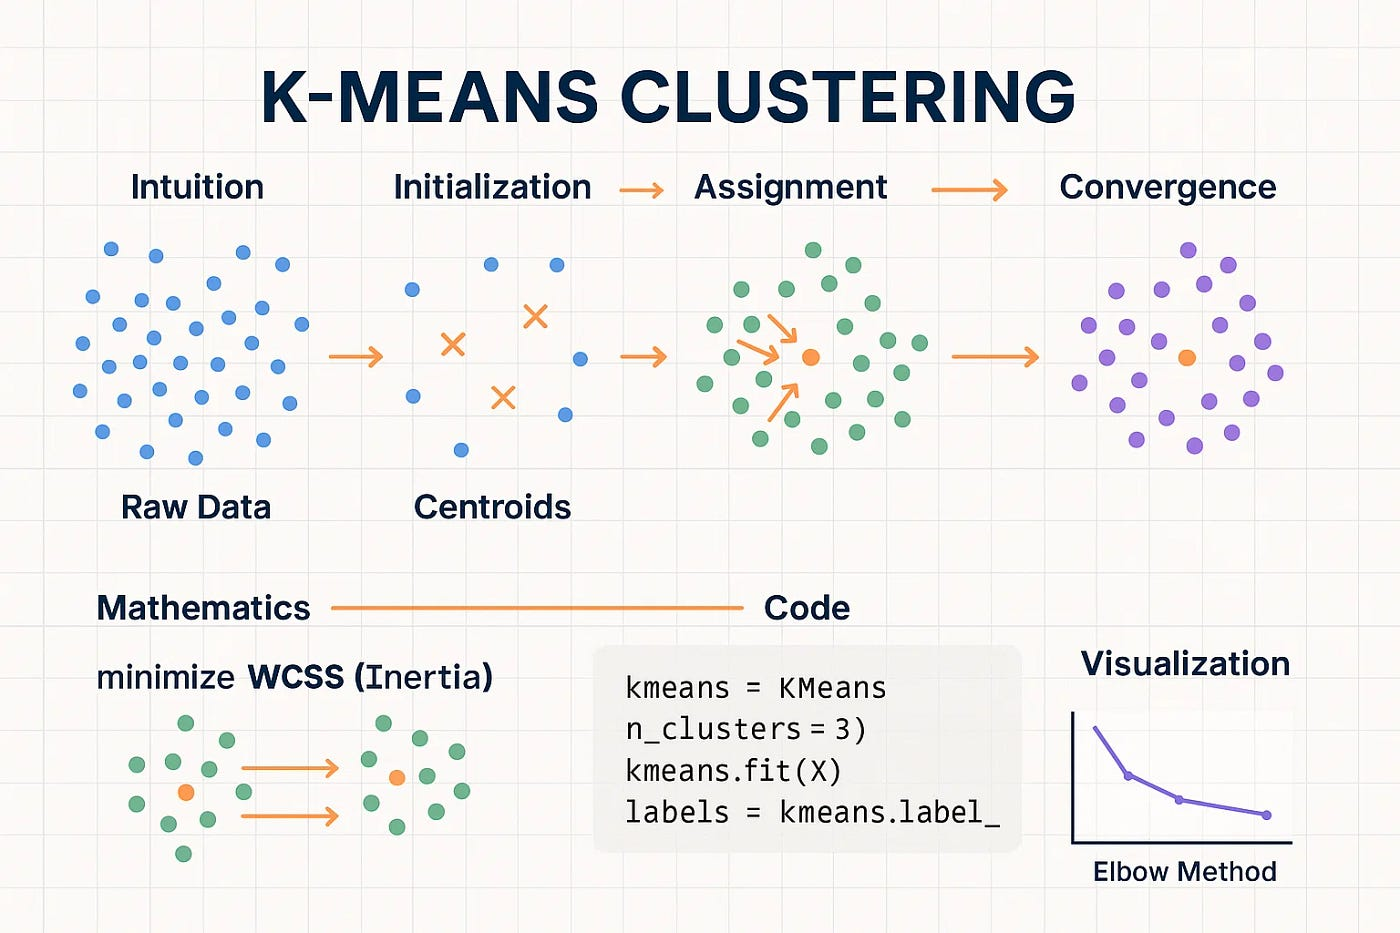 K-MEANS CLUSTERING
Intuition
Initialization
Assignment
Convergence
Raw Data
Centroids
Mathematics
Code
minimize WCSS (Inertia)
kmeans = KMeans
n_clusters = 3)
kmeans.fit(X)
labels = kmeans.label_
Visualization
Elbow Method